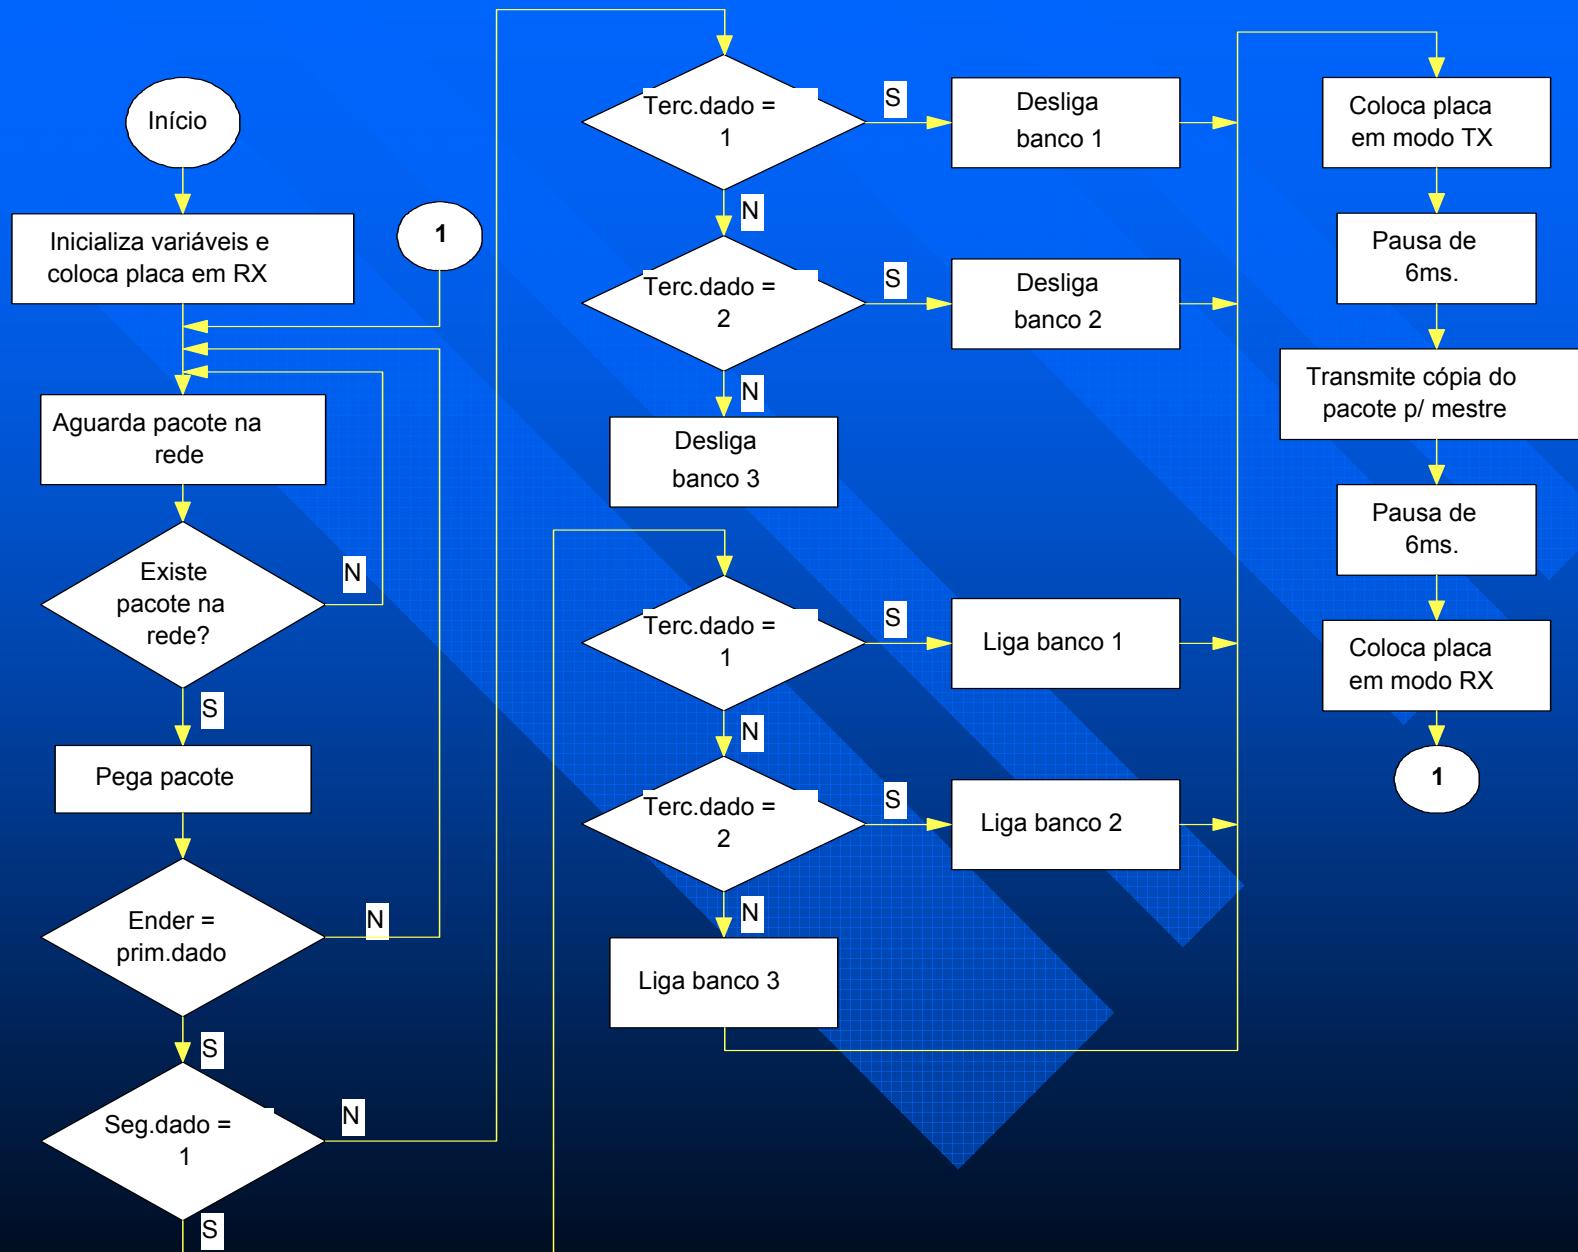 Início
Inicializa variáveis e
coloca placa em RX
1
Aguarda pacote na
rede
Existe
pacote na
rede?
N
S
Pega pacote
Ender =
prim.dado
N
S
Seg.dado =
1
N
S
Terc.dado =
1
S
Desliga
banco 1
N
Terc.dado =
2
S
Desliga
banco 2
N
Desliga
banco 3
Terc.dado =
1
S
Liga banco 1
N
Terc.dado =
2
S
Liga banco 2
N
Liga banco 3
Coloca placa
em modo TX
Pausa de
6ms.
Transmite cópia do
pacote p/ mestre
Pausa de
6ms.
Coloca placa
em modo RX
1